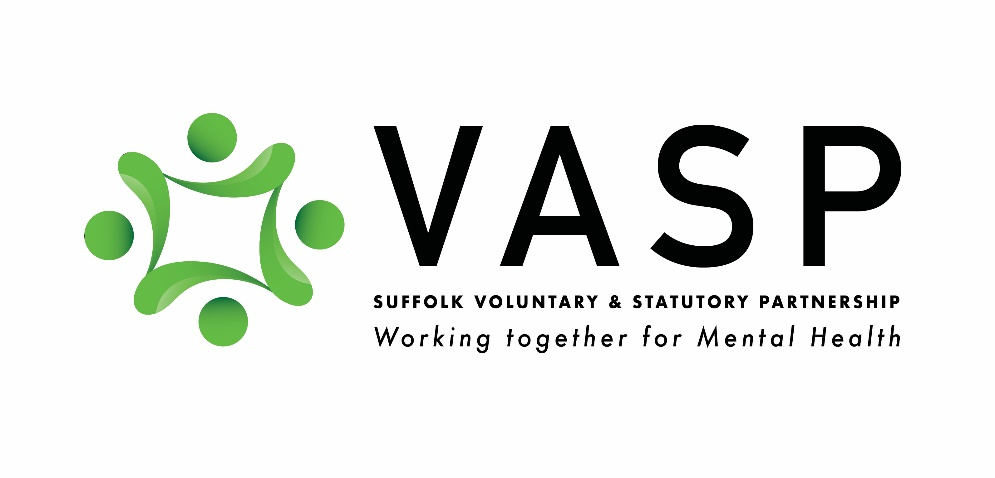 VASP
SUFFOLK VOLUNTARY & STATUTORY PARTNERSHIP
Working together for Mental Health